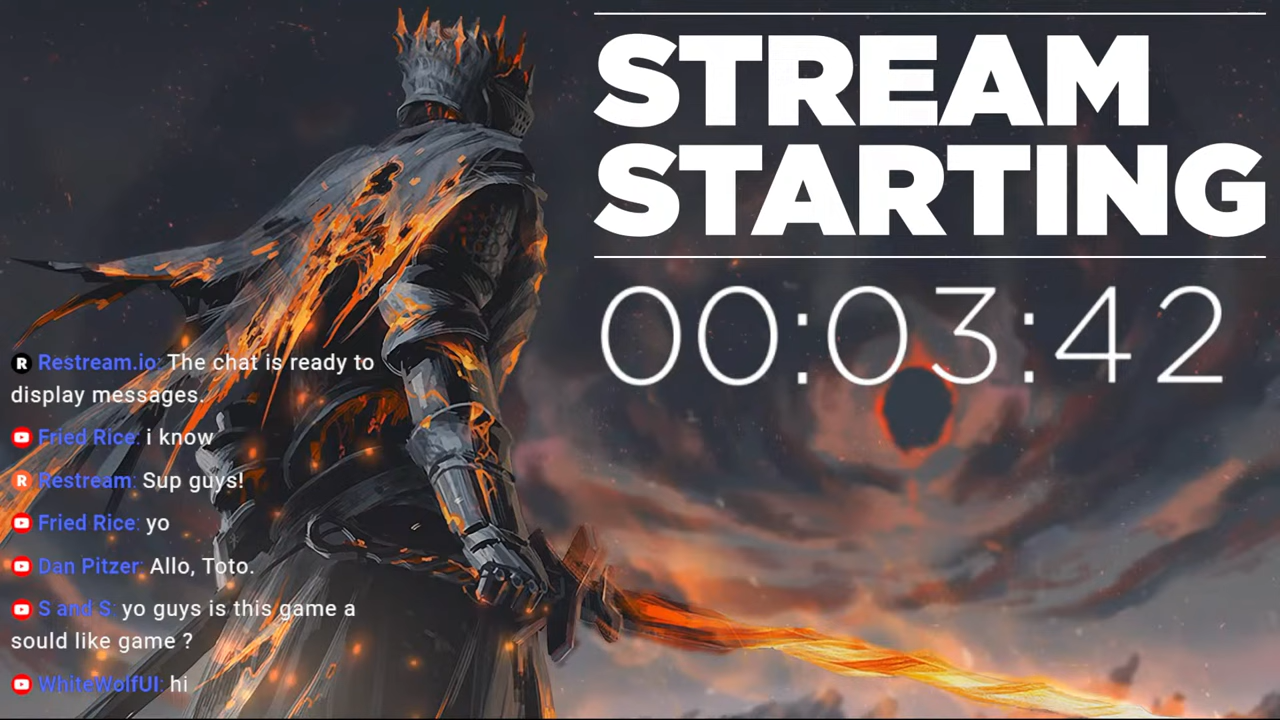 STREAM
STARTING
00:03:42
R Restream.io: The chat is ready to
display messages.
Fried Rice: i know
R Restream: Sup guys!
Fried Rice: yo
Dan Pitzer: Allo, Toto.
S and S: yo guys is this game a
sould like game ?
WhiteWolfUI: hi